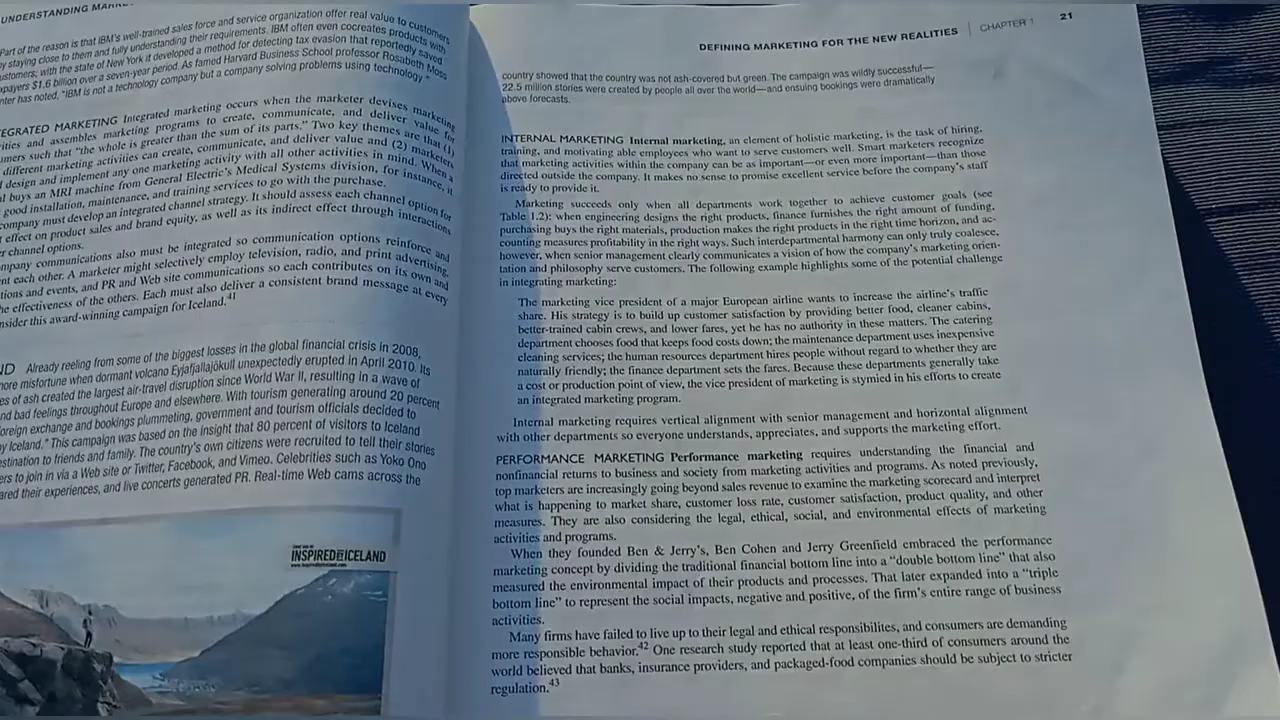 UNDERSTANDING
Part of the reason is that IBM's well-trained sales force and service organization offer real value to customers
by staying close to them and fully understanding their requirements. IBM often even cocreates products with
customers; with the state of New York it developed a method for detecting tax evasion that reportedly saved
taxpayers $1.6 billion over a seven-year period. As famed Harvard Business School professor Rosabeth Moss
nter has noted, "IBM is not a technology company but a company solving problems using technology."
TEGRATED MARKETING Integrated marketing occurs when the marketer devises marketing
ities and assembles marketing programs to create, communicate, and deliver value for
umers such that "the whole is greater than the sum of its parts." Two key themes are that (1)
different marketing activities can create, communicate, and deliver value and (2) marketers
design and implement any one marketing activity with all other activities in mind. When a
l buys an MRI machine from General Electric's Medical Systems division, for instance, it
good installation, maintenance, and training services to go with the purchase.
company must develop an integrated channel strategy. It should assess each channel option for
t effect on product sales and brand equity, as well as its indirect effect through interactions
r channel options.
mpany communications also must be integrated so communication options reinforce and
ent each other. A marketer might selectively employ television, radio, and print advertising,
tions and events, and PR and Web site communications so each contributes on its own and
he effectiveness of the others. Each must also deliver a consistent brand message at every
nsider this award-winning campaign for Iceland.41
ND Already reeling from some of the biggest losses in the global financial crisis in 2008,
more misfortune when dormant volcano Eyjafjallajökull unexpectedly erupted in April 2010. Its
es of ash created the largest air-travel disruption since World War II, resulting in a wave of
nd bad feelings throughout Europe and elsewhere. With tourism generating around 20 percent
foreign exchange and bookings plummeting, government and tourism officials decided to
by Iceland." This campaign was based on the insight that 80 percent of visitors to Iceland
estination to friends and family. The country's own citizens were recruited to tell their stories
ers to join in via a Web site or Twitter, Facebook, and Vimeo. Celebrities such as Yoko Ono
ared their experiences, and live concerts generated PR. Real-time Web cams across the
INSPIRED BY ICELAND
www.inspiredbyiceland.com
DEFINING MARKETING FOR THE NEW REALITIES | CHAPTER 1 21
country showed that the country was not ash-covered but green. The campaign was wildly successful—
22.5 million stories were created by people all over the world—and ensuing bookings were dramatically
above forecasts.
INTERNAL MARKETING Internal marketing, an element of holistic marketing, is the task of hiring,
training, and motivating able employees who want to serve customers well. Smart marketers recognize
that marketing activities within the company can be as important—or even more important—than those
directed outside the company. It makes no sense to promise excellent service before the company's staff
is ready to provide it.
Marketing succeeds only when all departments work together to achieve customer goals (see
Table 1.2): when engineering designs the right products, finance furnishes the right amount of funding,
purchasing buys the right materials, production makes the right products in the right time horizon, and ac-
counting measures profitability in the right ways. Such interdepartmental harmony can only truly coalesce,
however, when senior management clearly communicates a vision of how the company's marketing orien-
tation and philosophy serve customers. The following example highlights some of the potential challenge
in integrating marketing:
The marketing vice president of a major European airline wants to increase the airline's traffic
share. His strategy is to build up customer satisfaction by providing better food, cleaner cabins,
better-trained cabin crews, and lower fares, yet he has no authority in these matters. The catering
department chooses food that keeps food costs down; the maintenance department uses inexpensive
cleaning services; the human resources department hires people without regard to whether they are
naturally friendly; the finance department sets the fares. Because these departments generally take
a cost or production point of view, the vice president of marketing is stymied in his efforts to create
an integrated marketing program.
Internal marketing requires vertical alignment with senior management and horizontal alignment
with other departments so everyone understands, appreciates, and supports the marketing effort.
PERFORMANCE MARKETING Performance marketing requires understanding the financial and
nonfinancial returns to business and society from marketing activities and programs. As noted previously,
top marketers are increasingly going beyond sales revenue to examine the marketing scorecard and interpret
what is happening to market share, customer loss rate, customer satisfaction, product quality, and other
measures. They are also considering the legal, ethical, social, and environmental effects of marketing
activities and programs.
When they founded Ben & Jerry's, Ben Cohen and Jerry Greenfield embraced the performance
marketing concept by dividing the traditional financial bottom line into a "double bottom line" that also
measured the environmental impact of their products and processes. That later expanded into a "triple
bottom line" to represent the social impacts, negative and positive, of the firm's entire range of business
activities.
Many firms have failed to live up to their legal and ethical responsibilites, and consumers are demanding
more responsible behavior.42 One research study reported that at least one-third of consumers around the
world believed that banks, insurance providers, and packaged-food companies should be subject to stricter
regulation.43